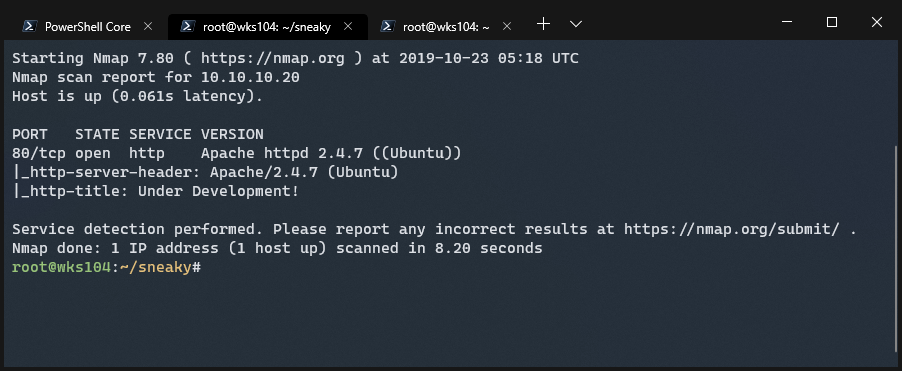 PowerShell Core
root@wks104: ~/sneaky
root@wks104: ~
Starting Nmap 7.80 ( https://nmap.org ) at 2019-10-23 05:18 UTC
Nmap scan report for 10.10.10.20
Host is up (0.061s latency).
PORT   STATE SERVICE VERSION
80/tcp open  http    Apache httpd 2.4.7 ((Ubuntu))
|_http-server-header: Apache/2.4.7 (Ubuntu)
|_http-title: Under Development!
Service detection performed. Please report any incorrect results at https://nmap.org/submit/ .
Nmap done: 1 IP address (1 host up) scanned in 8.20 seconds
root@wks104:~/sneaky#